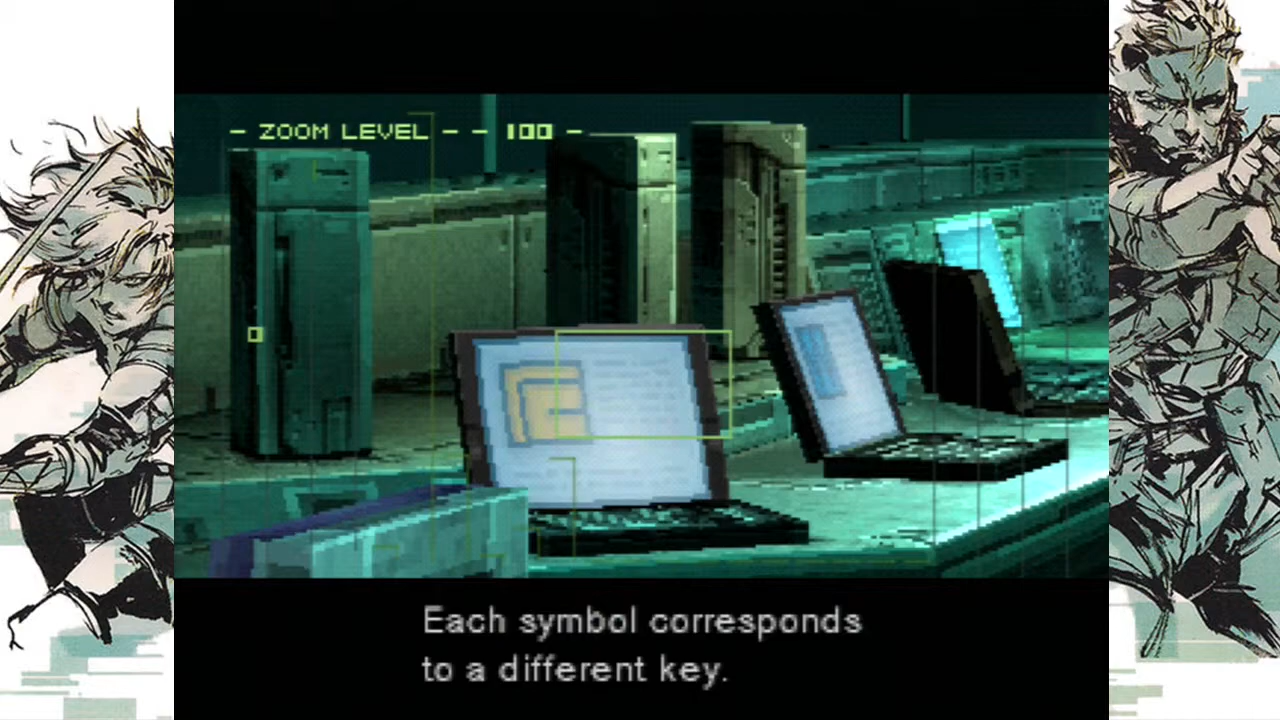 - ZOOM LEVEL - - 100 -
Each symbol corresponds
to a different key.